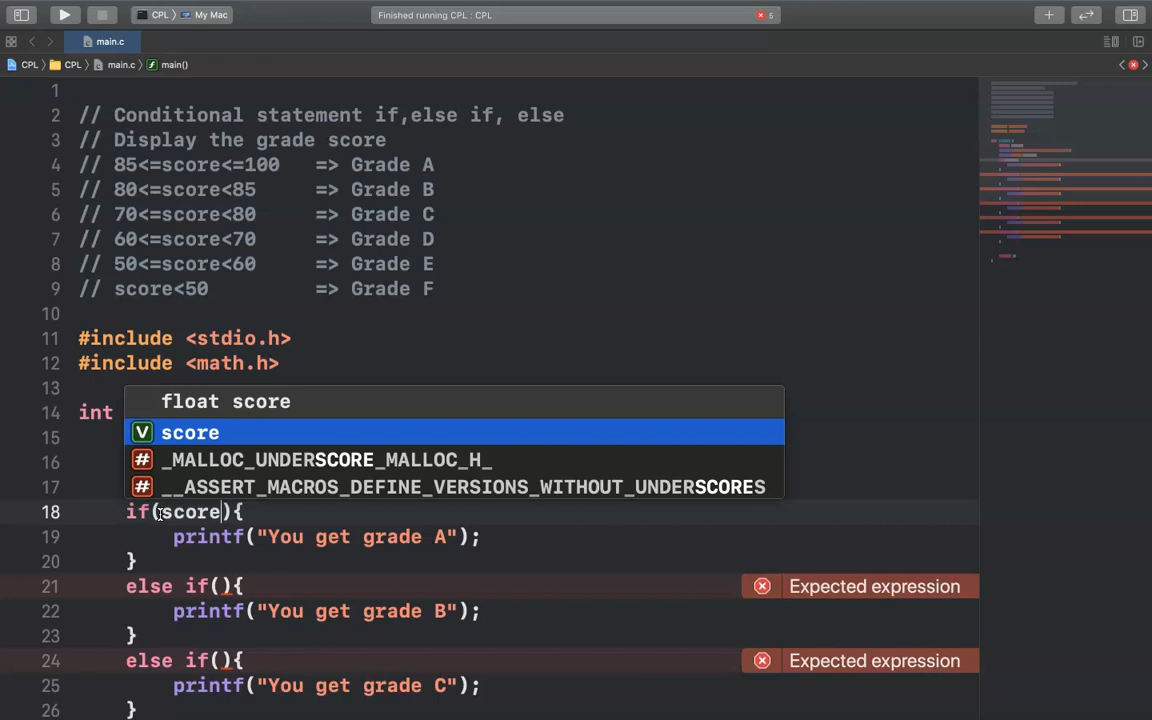 CPL 〉 My Mac
Finished running CPL : CPL
6
main.c
CPL 〉 CPL 〉 main.c 〉 main()
1
2 // Conditional statement if,else if, else
3 // Display the grade score
4 // 85<=score<=100 => Grade A
5 // 80<=score<85 => Grade B
6 // 70<=score<80 => Grade C
7 // 60<=score<70 => Grade D
8 // 50<=score<60 => Grade E
9 // score<50 => Grade F
10
11 #include <stdio.h>
12 #include <math.h>
13
float score
14 int
15 score
16 _MALLOC_UNDERSCORE_MALLOC_H_
17 __ASSERT_MACROS_DEFINE_VERSIONS_WITHOUT_UNDERSCORES
18 if(score){
19 printf("You get grade A");
20 }
21 else if(){ Expected expression
22 printf("You get grade B");
23 }
24 else if(){ Expected expression
25 printf("You get grade C");
26 }